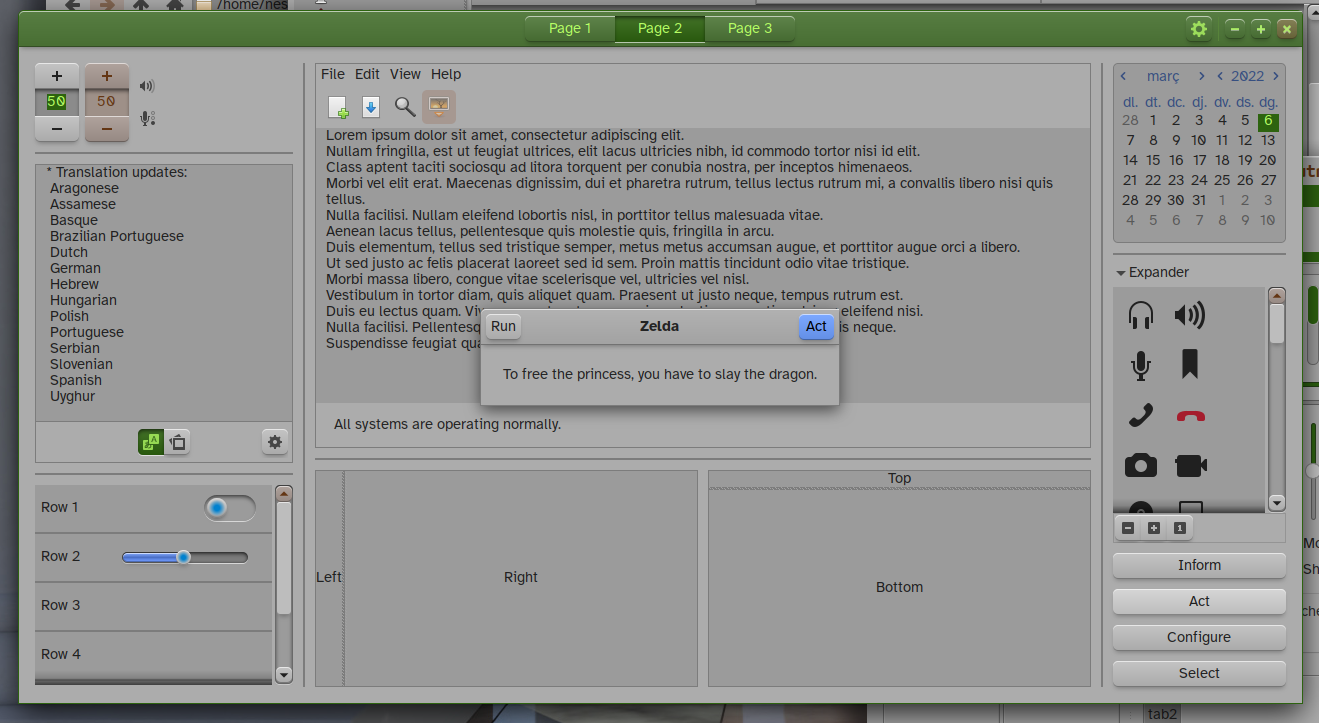 /home/nes
Page 1
Page 2
Page 3
50
50
* Translation updates:
Aragonese
Assamese
Basque
Brazilian Portuguese
Dutch
German
Hebrew
Hungarian
Polish
Portuguese
Serbian
Slovenian
Spanish
Uyghur
Row 1
Row 2
Row 3
Row 4
File Edit View Help
Lorem ipsum dolor sit amet, consectetur adipiscing elit.
Nullam fringilla, est ut feugiat ultrices, elit lacus ultricies nibh, id commodo tortor nisi id elit.
Class aptent taciti sociosqu ad litora torquent per conubia nostra, per inceptos himenaeos.
Morbi vel elit erat. Maecenas dignissim, dui et pharetra rutrum, tellus lectus rutrum mi, a convallis libero nisi quis
tellus.
Nulla facilisi. Nullam eleifend lobortis nisl, in porttitor tellus malesuada vitae.
Aenean lacus tellus, pellentesque quis molestie quis, fringilla in arcu.
Duis elementum, tellus sed tristique semper, metus metus accumsan augue, et porttitor augue orci a libero.
Ut sed justo ac felis placerat laoreet sed id sem. Proin mattis tincidunt odio vitae tristique.
Morbi massa libero, congue vitae scelerisque vel, ultricies vel nisl.
Vestibulum in tortor diam, quis aliquet quam. Praesent ut justo neque, tempus rutrum est.
Duis eu lectus quam. Viv eleifend nisi.
Nulla facilisi. Pellentesq is neque.
Suspendisse feugiat qua
Run
Zelda
Act
To free the princess, you have to slay the dragon.
All systems are operating normally.
Left
Right
Top
Bottom
març 2022
dl. dt. dc. dj. dv. ds. dg.
28 1 2 3 4 5 6
7 8 9 10 11 12 13
14 15 16 17 18 19 20
21 22 23 24 25 26 27
28 29 30 31 1 2 3
4 5 6 7 8 9 10
Expander
1
Inform
Act
Configure
Select
Mo
Sh
che
tab2